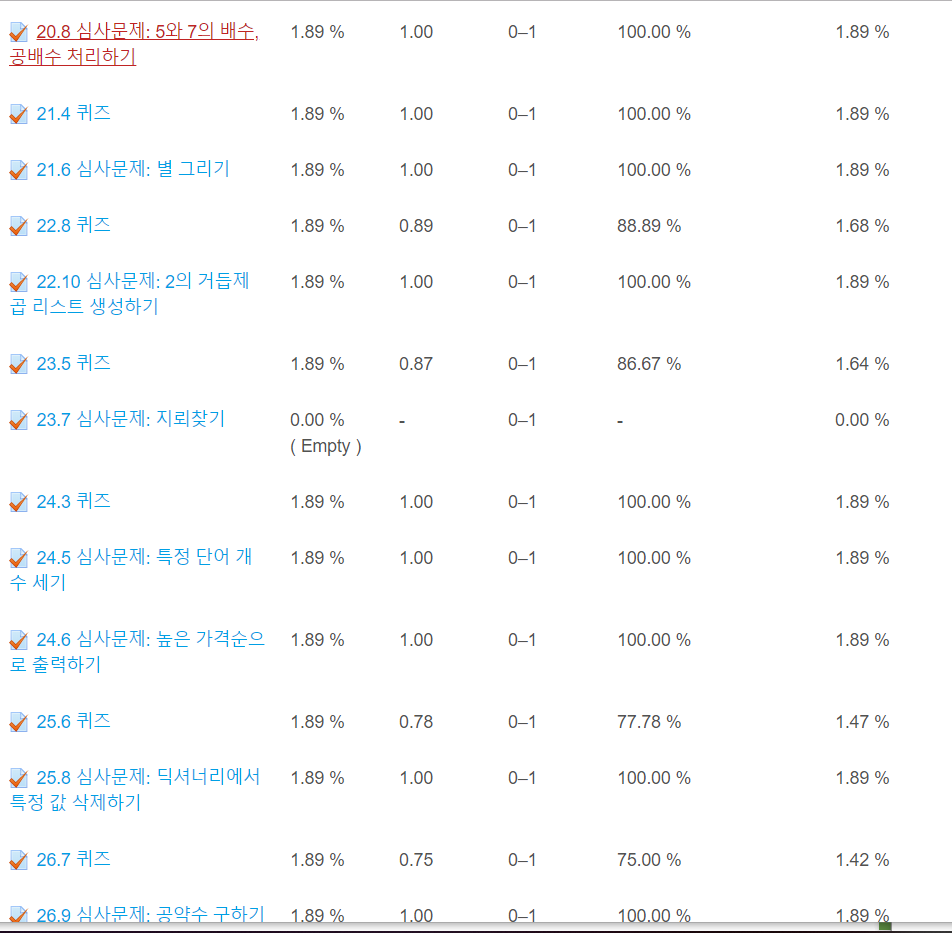 20.8 심사문제: 5와 7의 배수, 1.89 % 1.00 0–1 100.00 % 1.89 %
공배수 처리하기
21.4 퀴즈 1.89 % 1.00 0–1 100.00 % 1.89 %
21.6 심사문제: 별 그리기 1.89 % 1.00 0–1 100.00 % 1.89 %
22.8 퀴즈 1.89 % 0.89 0–1 88.89 % 1.68 %
22.10 심사문제: 2의 거듭제 1.89 % 1.00 0–1 100.00 % 1.89 %
곱 리스트 생성하기
23.5 퀴즈 1.89 % 0.87 0–1 86.67 % 1.64 %
23.7 심사문제: 지뢰찾기 0.00 % - 0–1 - 0.00 %
( Empty )
24.3 퀴즈 1.89 % 1.00 0–1 100.00 % 1.89 %
24.5 심사문제: 특정 단어 개 1.89 % 1.00 0–1 100.00 % 1.89 %
수 세기
24.6 심사문제: 높은 가격순으 1.89 % 1.00 0–1 100.00 % 1.89 %
로 출력하기
25.6 퀴즈 1.89 % 0.78 0–1 77.78 % 1.47 %
25.8 심사문제: 딕셔너리에서 1.89 % 1.00 0–1 100.00 % 1.89 %
특정 값 삭제하기
26.7 퀴즈 1.89 % 0.75 0–1 75.00 % 1.42 %
26.9 심사문제: 공약수 구하기 1.89 % 1.00 0–1 100.00 % 1.89 %